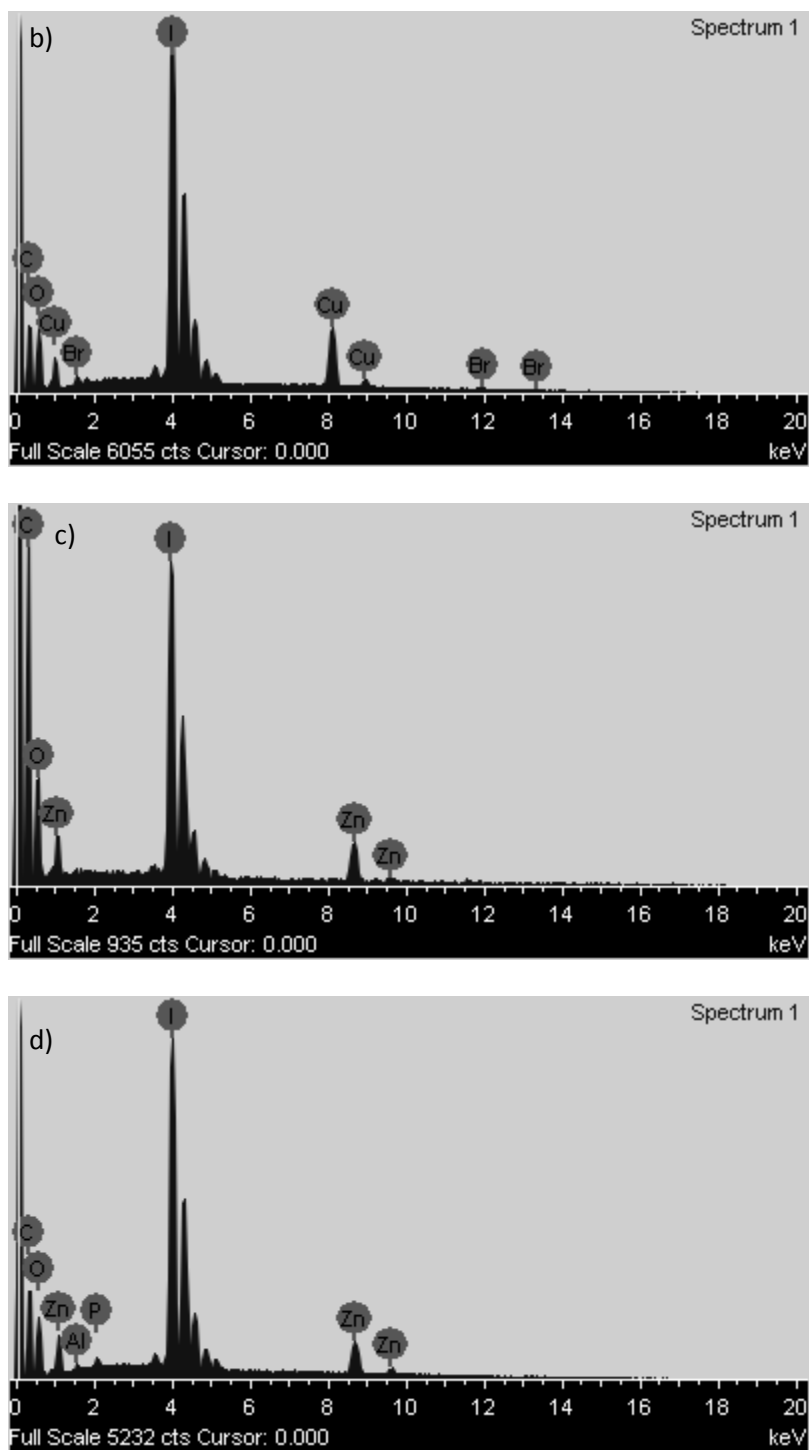 b) Spectrum 1
I
C
O
Cu Cu
Br Cu Br Br
0 2 4 6 8 10 12 14 16 18 20
Full Scale 6055 cts Cursor: 0.000 keV
C c) I Spectrum 1
O
Zn Zn
Zn
0 2 4 6 8 10 12 14 16 18 20
Full Scale 935 cts Cursor: 0.000 keV
I Spectrum 1
d)
C
O
Zn P Zn
Al Zn
0 2 4 6 8 10 12 14 16 18 20
Full Scale 5232 cts Cursor: 0.000 keV